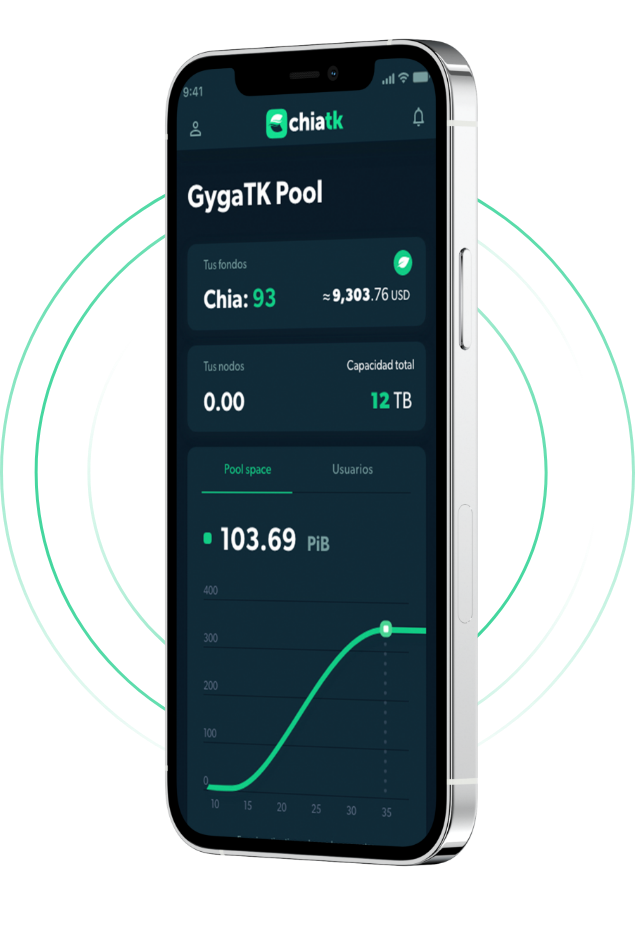 9:41
chiatk
GygaTK Pool
Tus fondos
Chia: 93
≈9,303.76 USD
Tus nodos
Capacidad total
0.00
12 TB
Pool space
Usuarios
103.69 PiB
400
300
200
100
0
10 15 20 25 30 35